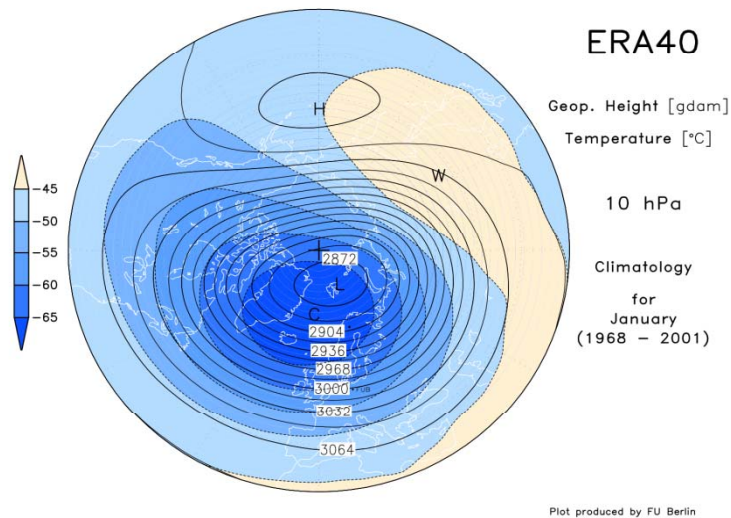 ERA40
Geop. Height [gdam]
Temperature [°C]
10 hPa
Climatology
for
January
(1968 – 2001)
-45
-50
-55
-60
-65
H
W
2872
L
C
2904
2936
2968
3000
TUB
3032
3064
Plot produced by FU Berlin